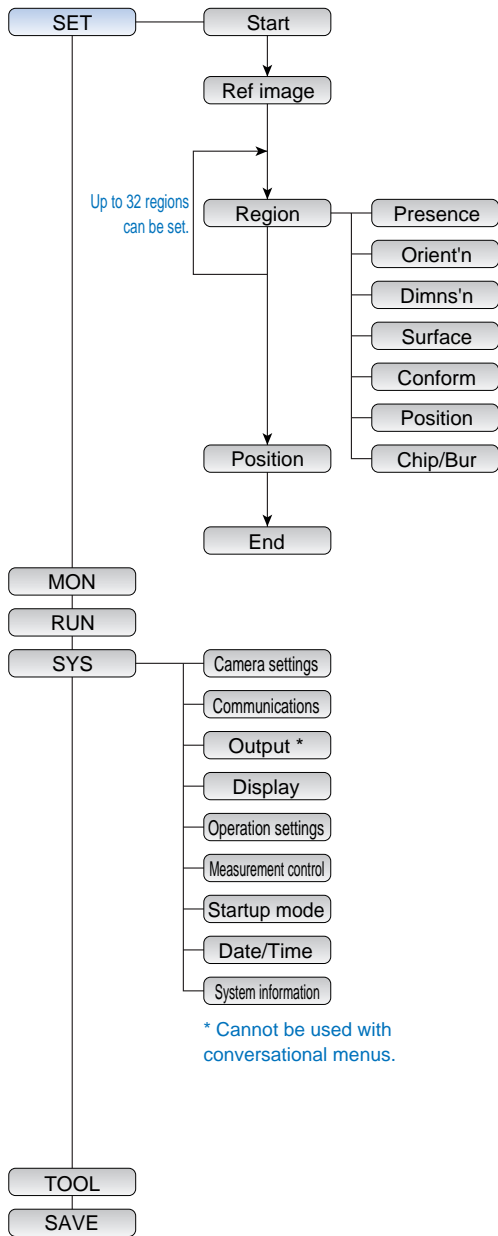 SET
Start
Ref image
Up to 32 regions
can be set.
Region
Presence
Orient'n
Dimns'n
Surface
Conform
Position
Chip/Bur
Position
End
MON
RUN
SYS
Camera settings
Communications
Output *
Display
Operation settings
Measurement control
Startup mode
Date/Time
System information
* Cannot be used with
conversational menus.
TOOL
SAVE